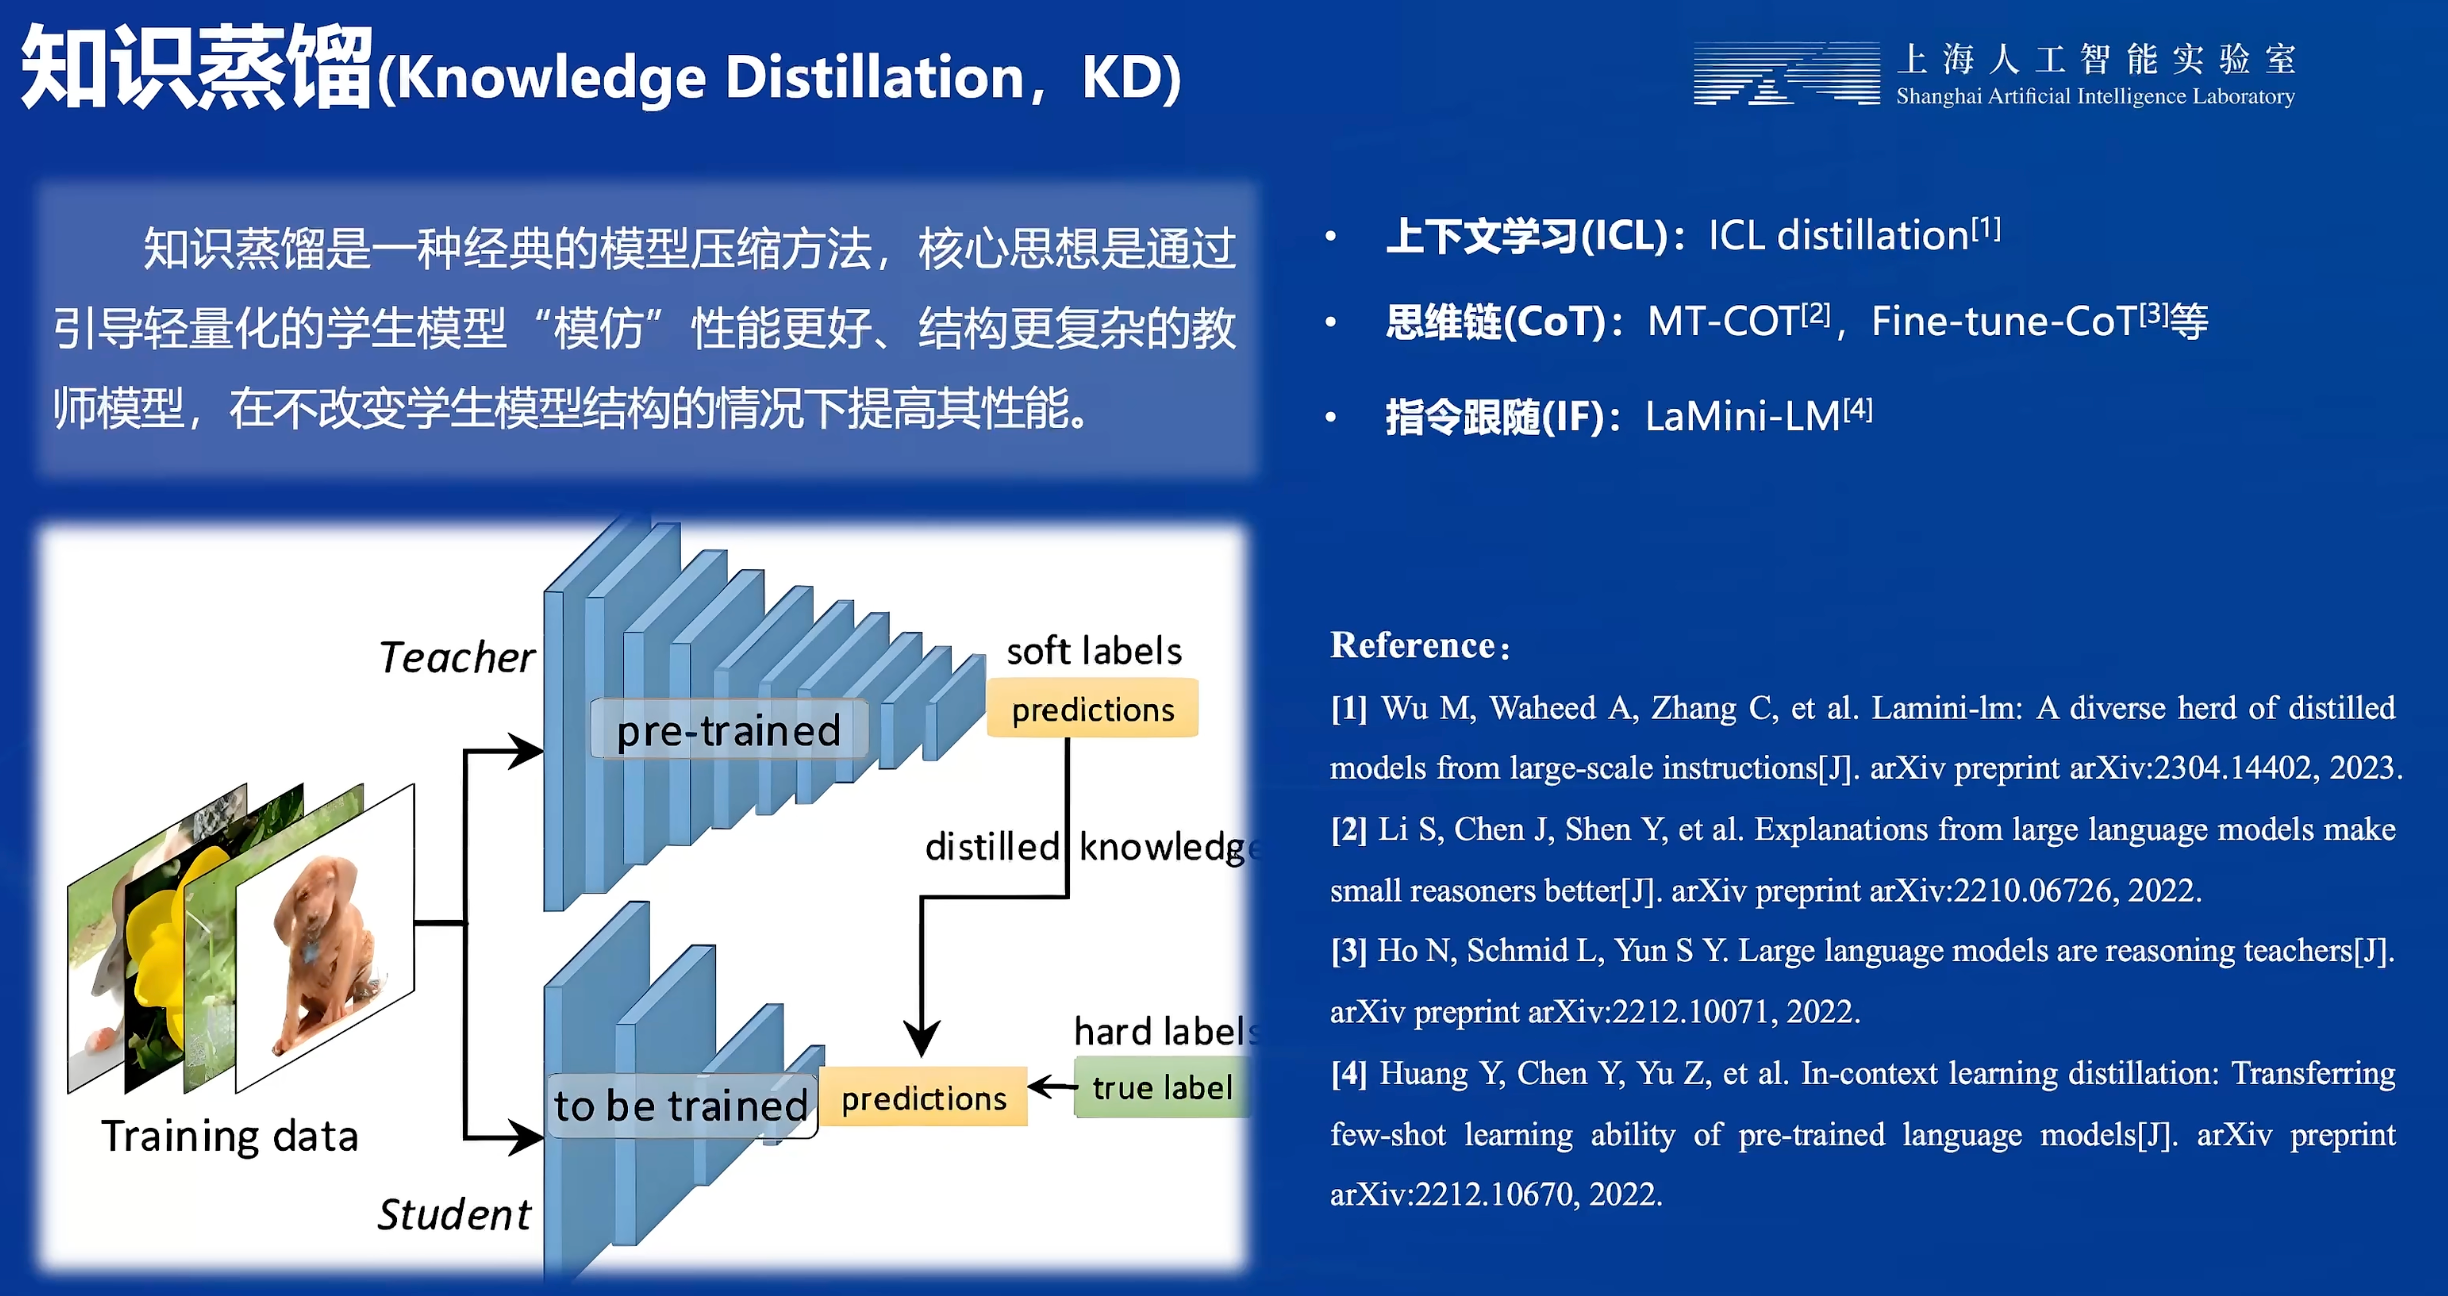 知识蒸馏(Knowledge Distillation，KD)
上海人工智能实验室
Shanghai Artificial Intelligence Laboratory
知识蒸馏是一种经典的模型压缩方法，核心思想是通过
引导轻量化的学生模型“模仿”性能更好、结构更复杂的教
师模型，在不改变学生模型结构的情况下提高其性能。
• 上下文学习(ICL)：ICL distillation[1]
• 思维链(CoT)：MT-COT[2]，Fine-tune-CoT[3]等
• 指令跟随(IF)：LaMini-LM[4]
Teacher
pre-trained
soft labels
predictions
distilled knowledge
Training data
hard labels
to be trained
predictions
true label
Student
Reference：
[1] Wu M, Waheed A, Zhang C, et al. Lamini-lm: A diverse herd of distilled
models from large-scale instructions[J]. arXiv preprint arXiv:2304.14402, 2023.
[2] Li S, Chen J, Shen Y, et al. Explanations from large language models make
small reasoners better[J]. arXiv preprint arXiv:2210.06726, 2022.
[3] Ho N, Schmid L, Yun S Y. Large language models are reasoning teachers[J].
arXiv preprint arXiv:2212.10071, 2022.
[4] Huang Y, Chen Y, Yu Z, et al. In-context learning distillation: Transferring
few-shot learning ability of pre-trained language models[J]. arXiv preprint
arXiv:2212.10670, 2022.